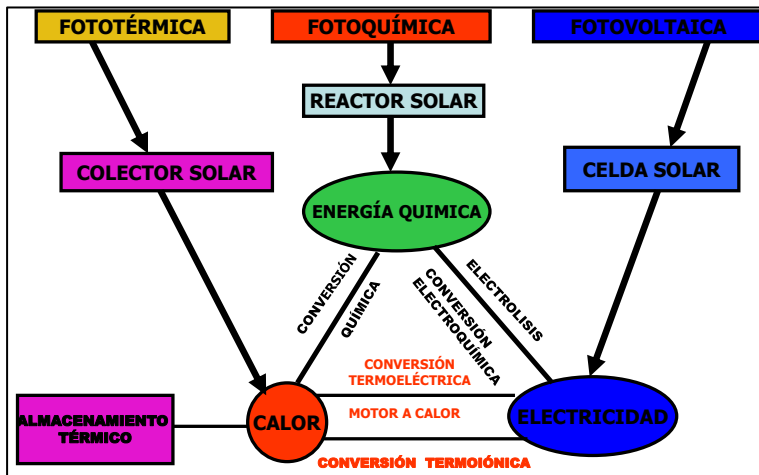 FOTOTÉRMICA
FOTOQUÍMICA
FOTOVOLTAICA
REACTOR SOLAR
COLECTOR SOLAR
CELDA SOLAR
ENERGÍA QUIMICA
CONVERSIÓN
QUÍMICA
CONVERSIÓN
ELECTROQUÍMICA
ELECTROLISIS
CONVERSIÓN
TERMOELÉCTRICA
MOTOR A CALOR
CONVERSIÓN TERMOIÓNICA
ALMACENAMIENTO
TÉRMICO
CALOR
ELECTRICIDAD